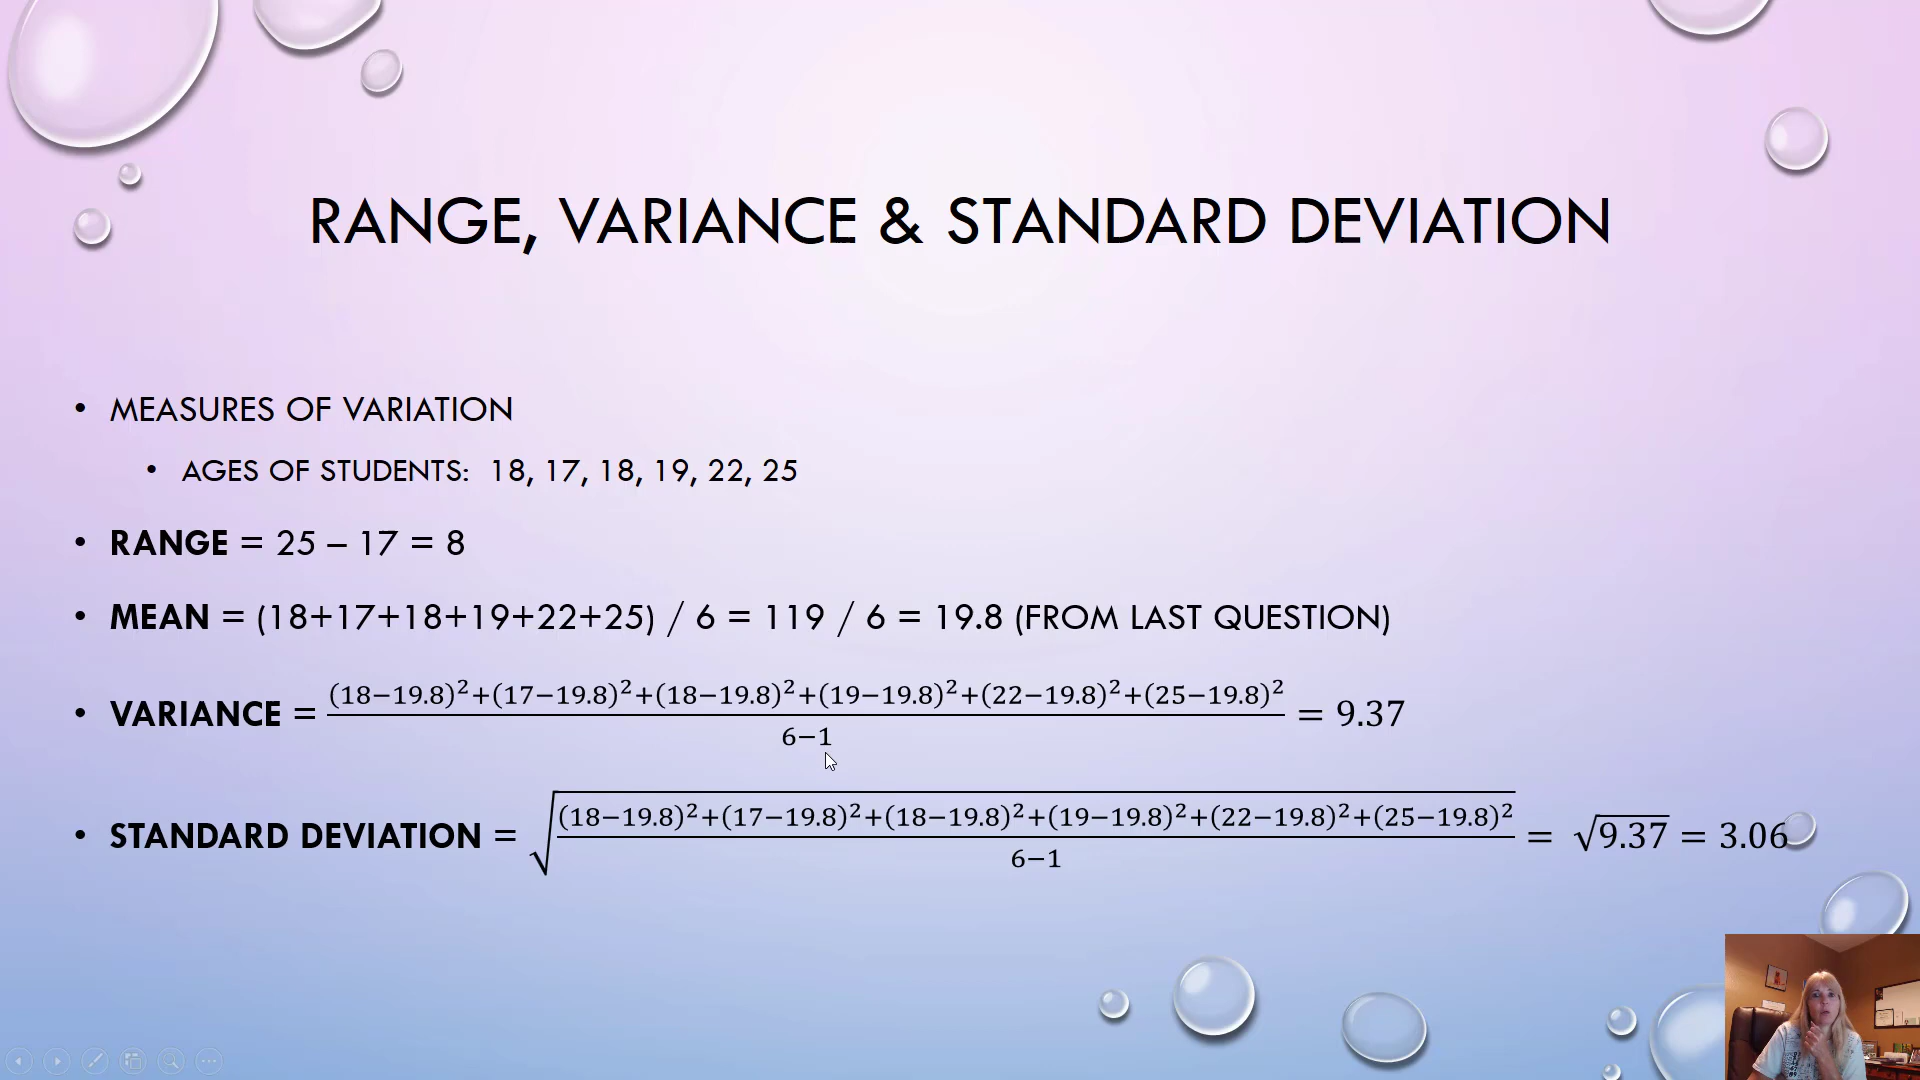 RANGE, VARIANCE & STANDARD DEVIATION
• MEASURES OF VARIATION
• AGES OF STUDENTS: 18, 17, 18, 19, 22, 25
• RANGE = 25 – 17 = 8
• MEAN = (18+17+18+19+22+25) / 6 = 119 / 6 = 19.8 (FROM LAST QUESTION)
• VARIANCE = \frac{(18−19.8)²+(17−19.8)²+(18−19.8)²+(19−19.8)²+(22−19.8)²+(25−19.8)²}{6−1} = 9.37
• STANDARD DEVIATION = \sqrt{\frac{(18−19.8)²+(17−19.8)²+(18−19.8)²+(19−19.8)²+(22−19.8)²+(25−19.8)²}{6−1}} = √9.37 = 3.06